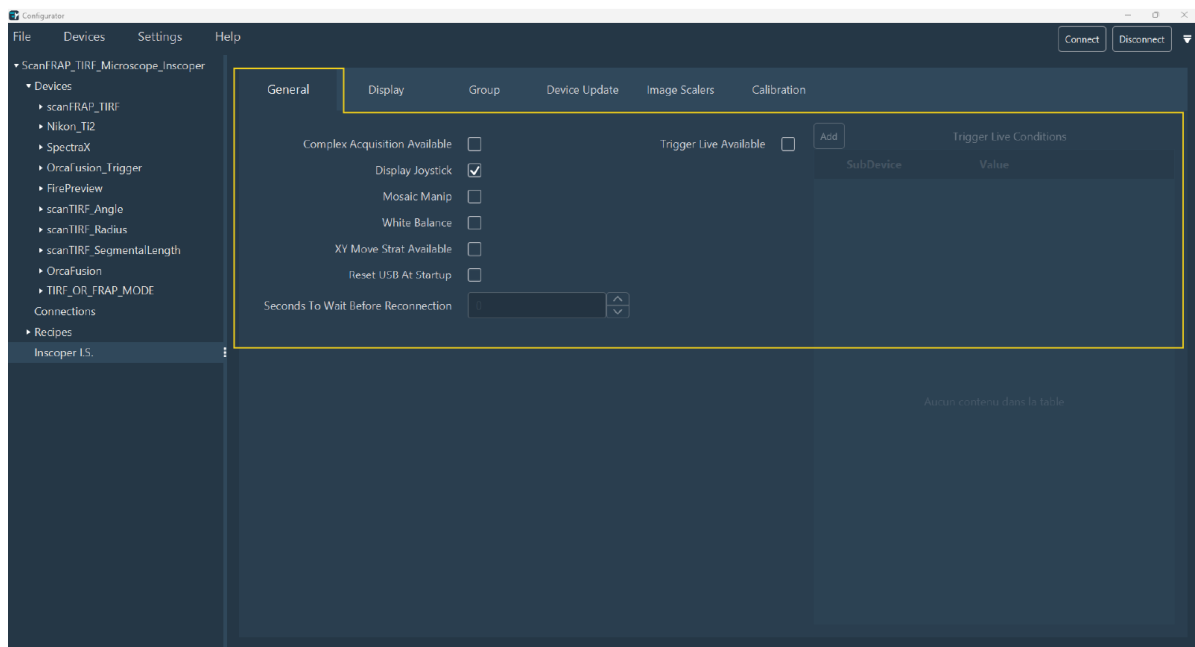 Configurator
File Devices Settings Help
Connect Disconnect
ScanFRAP_TIRF_Microscope_Inscoper
Devices
scanFRAP_TIRF
Nikon_Ti2
SpectraX
OrcaFusion_Trigger
FirePreview
scanTIRF_Angle
scanTIRF_Radius
scanTIRF_SegmentalLength
OrcaFusion
TIRF_OR_FRAP_MODE
Connections
Recipes
Inscoper I.S.
General Display Group Device Update Image Scalers Calibration
Complex Acquisition Available
Display Joystick
Mosaic Manip
White Balance
XY Move Strat Available
Reset USB At Startup
Seconds To Wait Before Reconnection 0
Trigger Live Available
Add Trigger Live Conditions
SubDevice Value
Aucun contenu dans la table